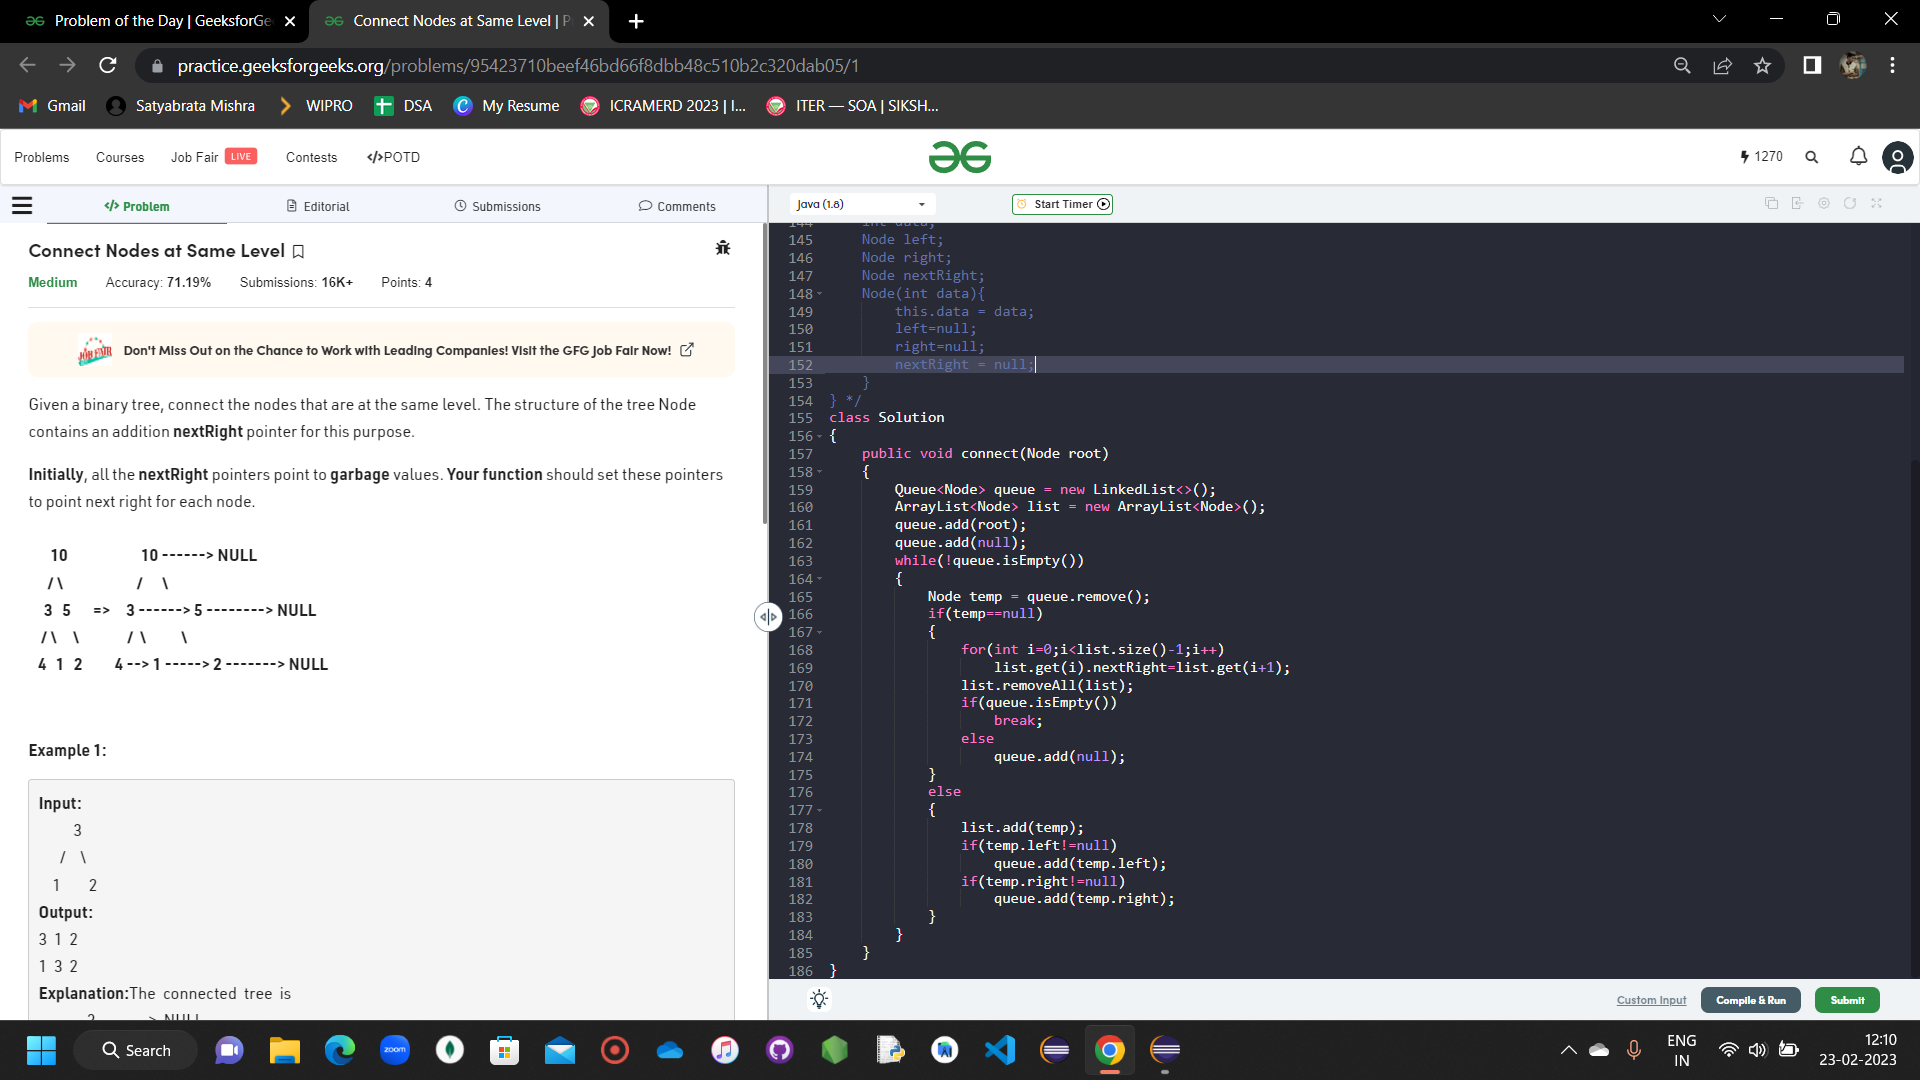 Problem of the Day | GeeksforGe
Connect Nodes at Same Level | P
practice.geeksforgeeks.org/problems/95423710beef46bd66f8dbb48c510b2c320dab05/1
Gmail
Satyabrata Mishra
WIPRO
DSA
My Resume
ICRAMERD 2023 | I...
ITER — SOA | SIKSH...
Problems
Courses
Job Fair LIVE
Contests
</>POTD
1270
</> Problem
Editorial
Submissions
Comments
Java (1.8)
Start Timer
Connect Nodes at Same Level
Medium Accuracy: 71.19% Submissions: 16K+ Points: 4
JOB FAIR
Don't Miss Out on the Chance to Work with Leading Companies! Visit the GFG Job Fair Now!
Given a binary tree, connect the nodes that are at the same level. The structure of the tree Node
contains an addition nextRight pointer for this purpose.
Initially, all the nextRight pointers point to garbage values. Your function should set these pointers
to point next right for each node.
10 10 ------> NULL
/ \ / \
3 5 => 3 ------> 5 --------> NULL
/ \ \ / \ \
4 1 2 4 --> 1 -----> 2 -------> NULL
Example 1:
Input:
3
/ \
1 2
Output:
3 1 2
1 3 2
Explanation:The connected tree is
3 ------> NULL
144 int data;
145 Node left;
146 Node right;
147 Node nextRight;
148 Node(int data){
149 this.data = data;
150 left=null;
151 right=null;
152 nextRight = null;
153 }
154 } */
155 class Solution
156 {
157 public void connect(Node root)
158 {
159 Queue<Node> queue = new LinkedList<>();
160 ArrayList<Node> list = new ArrayList<Node>();
161 queue.add(root);
162 queue.add(null);
163 while(!queue.isEmpty())
164 {
165 Node temp = queue.remove();
166 if(temp==null)
167 {
168 for(int i=0;i<list.size()-1;i++)
169 list.get(i).nextRight=list.get(i+1);
170 list.removeAll(list);
171 if(queue.isEmpty())
172 break;
173 else
174 queue.add(null);
175 }
176 else
177 {
178 list.add(temp);
179 if(temp.left!=null)
180 queue.add(temp.left);
181 if(temp.right!=null)
182 queue.add(temp.right);
183 }
184 }
185 }
186 }
Custom Input
Compile & Run
Submit
Search
zoom
ENG
IN
12:10
23-02-2023